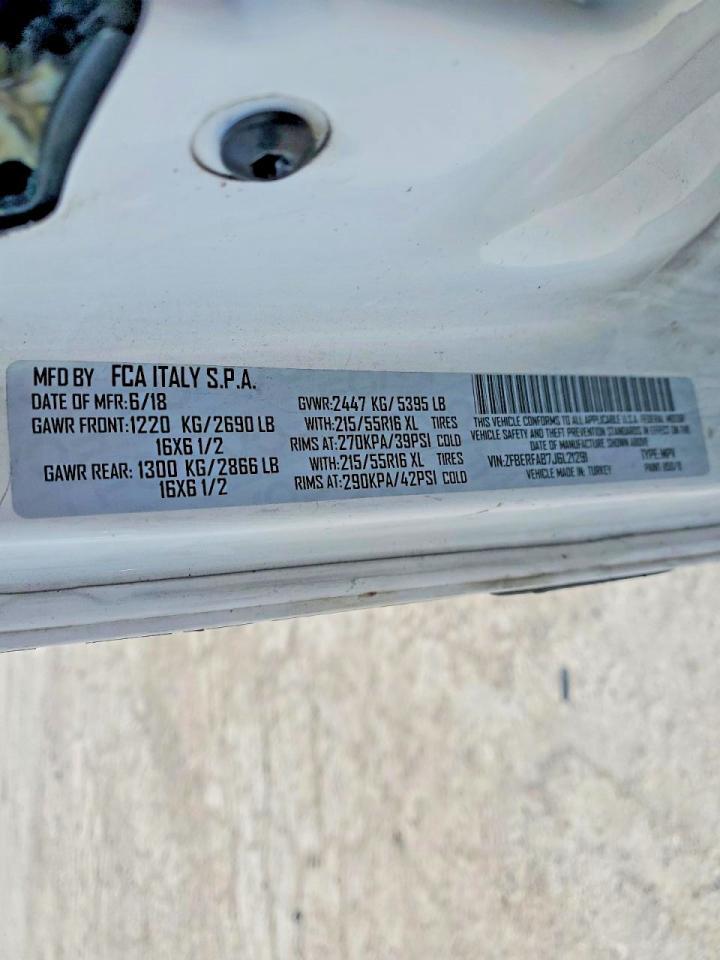 MFD BY FCA ITALY S.P.A.
DATE OF MFR:6/18 GVWR:2447 KG/ 5395 LB
GAWR FRONT:1220 KG/2690 LB WITH:215/55R16 XL TIRES
16X6 1/2 RIMS AT:270KPA/39PSI COLD
GAWR REAR: 1300 KG/2866 LB WITH:215/55R16 XL TIRES
16X6 1/2 RIMS AT:290KPA/42PSI COLD
THIS VEHICLE CONFORMS TO ALL APPLICABLE U.S.A. FEDERAL MOTOR
VEHICLE SAFETY AND THEFT PREVENTION STANDARDS IN EFFECT ON THE
DATE OF MANUFACTURE SHOWN ABOVE
VIN:ZFBERFAB7J6L21291 TYPE: MPV
VEHICLE MADE IN: TURKEY PAINT: